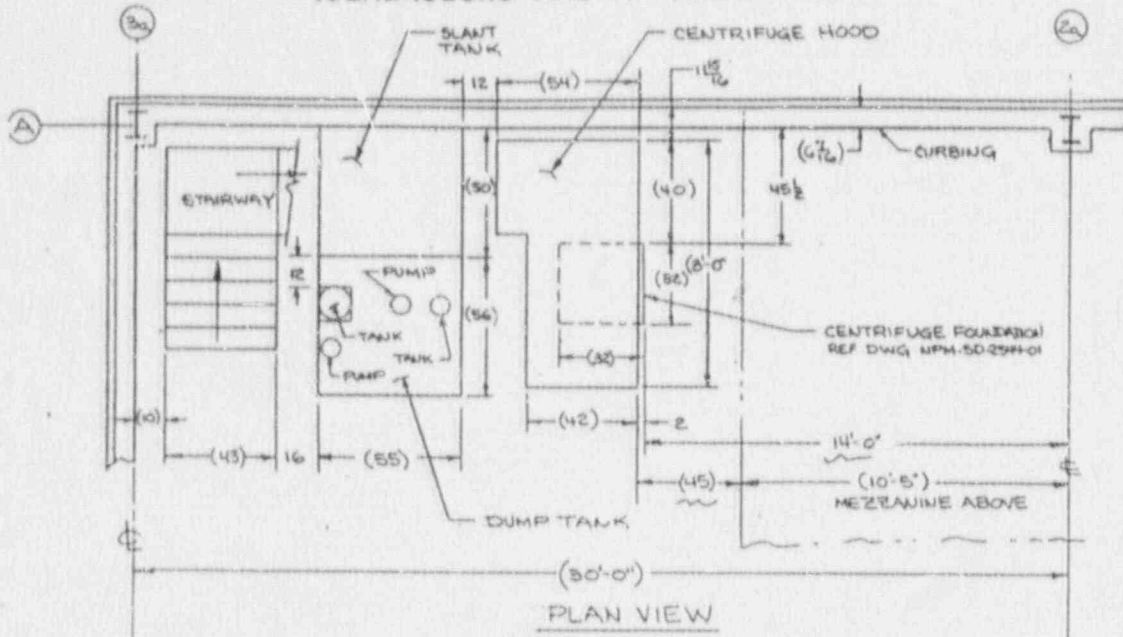 3a
2a
SLANT
TANK
CENTRIFUGE HOOD
12
(54)
11 15/16
A
(6 7/16)
CURBING
STAIRWAY
(50)
(40)
45 1/2
12
PUMP
(52)
(8'-0"
TANK
TANK
(56)
CENTRIFUGE FOUNDATION
PUMP
(32)
(10)
(42)
2
14'-0"
(43)
16
(55)
(45)
(10'-5")
MEZZANINE ABOVE
DUMP TANK
(30'-0")
PLAN VIEW